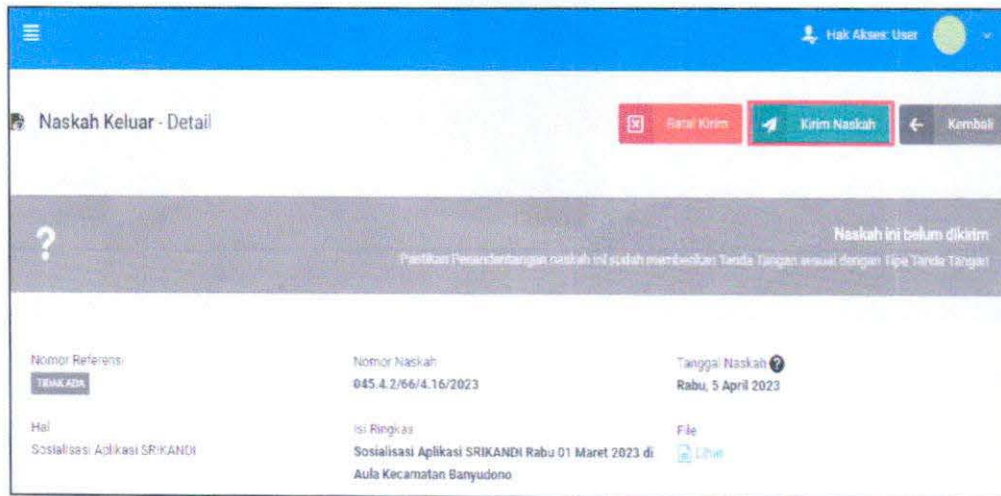 Hak Akses: User
Naskah Keluar - Detail
Batal Kirim
Kirim Naskah
Kembali
?
Naskah ini belum dikirim
Pastikan Penandentangan naskah ini sudah memberikan Tanda Tangan sesuai dengan Tipe Tanda Tangan
Nomor Referensi
TIDAK ADA
Nomor Naskah
045.4.2/66/4.16/2023
Tanggal Naskah ?
Rabu, 5 April 2023
Hal
Sosialisasi Aplikasi SRIKANDI
Isi Ringkas
Sosialisasi Aplikasi SRIKANDI Rabu 01 Maret 2023 di
Aula Kecamatan Banyudono
File
Lihat